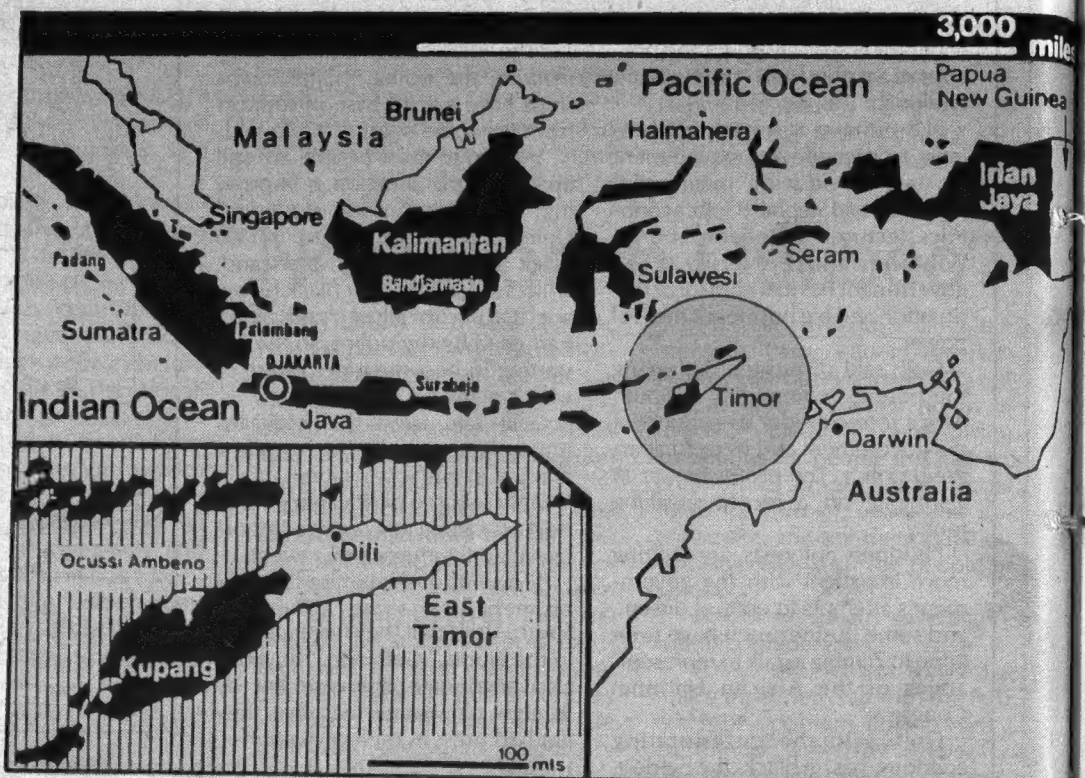 3,000
miles
Pacific Ocean
Papua
New Guinea
Brunei
Malaysia
Halmahera
Irian
Jaya
Singapore
Kalimantan
Seram
Padang
Bandjarmasin
Sulawesi
Sumatra
Palembang
DJAKARTA
Surabaja
Timor
Indian Ocean
Java
Darwin
Australia
Dili
Ocussi Ambeno
East
Timor
Kupang
100
mls